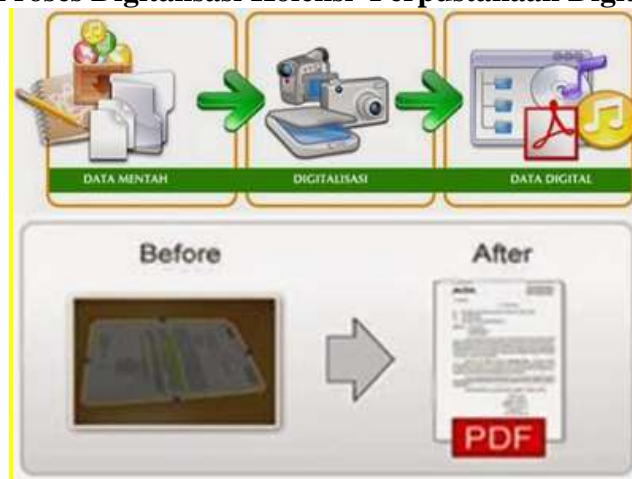 Proses Digitalisasi Koleksi Perpustakaan Digital
DATA MENTAH
DIGITALISASI
DATA DIGITAL
Before
After
PDF